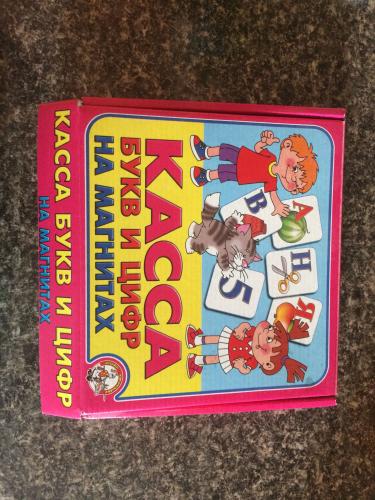 КАССА
БУКВ И ЦИФР
НА МАГНИТАХ
А
В
Н
5
Я
КАССА БУКВ И ЦИФР
НА МАГНИТАХ